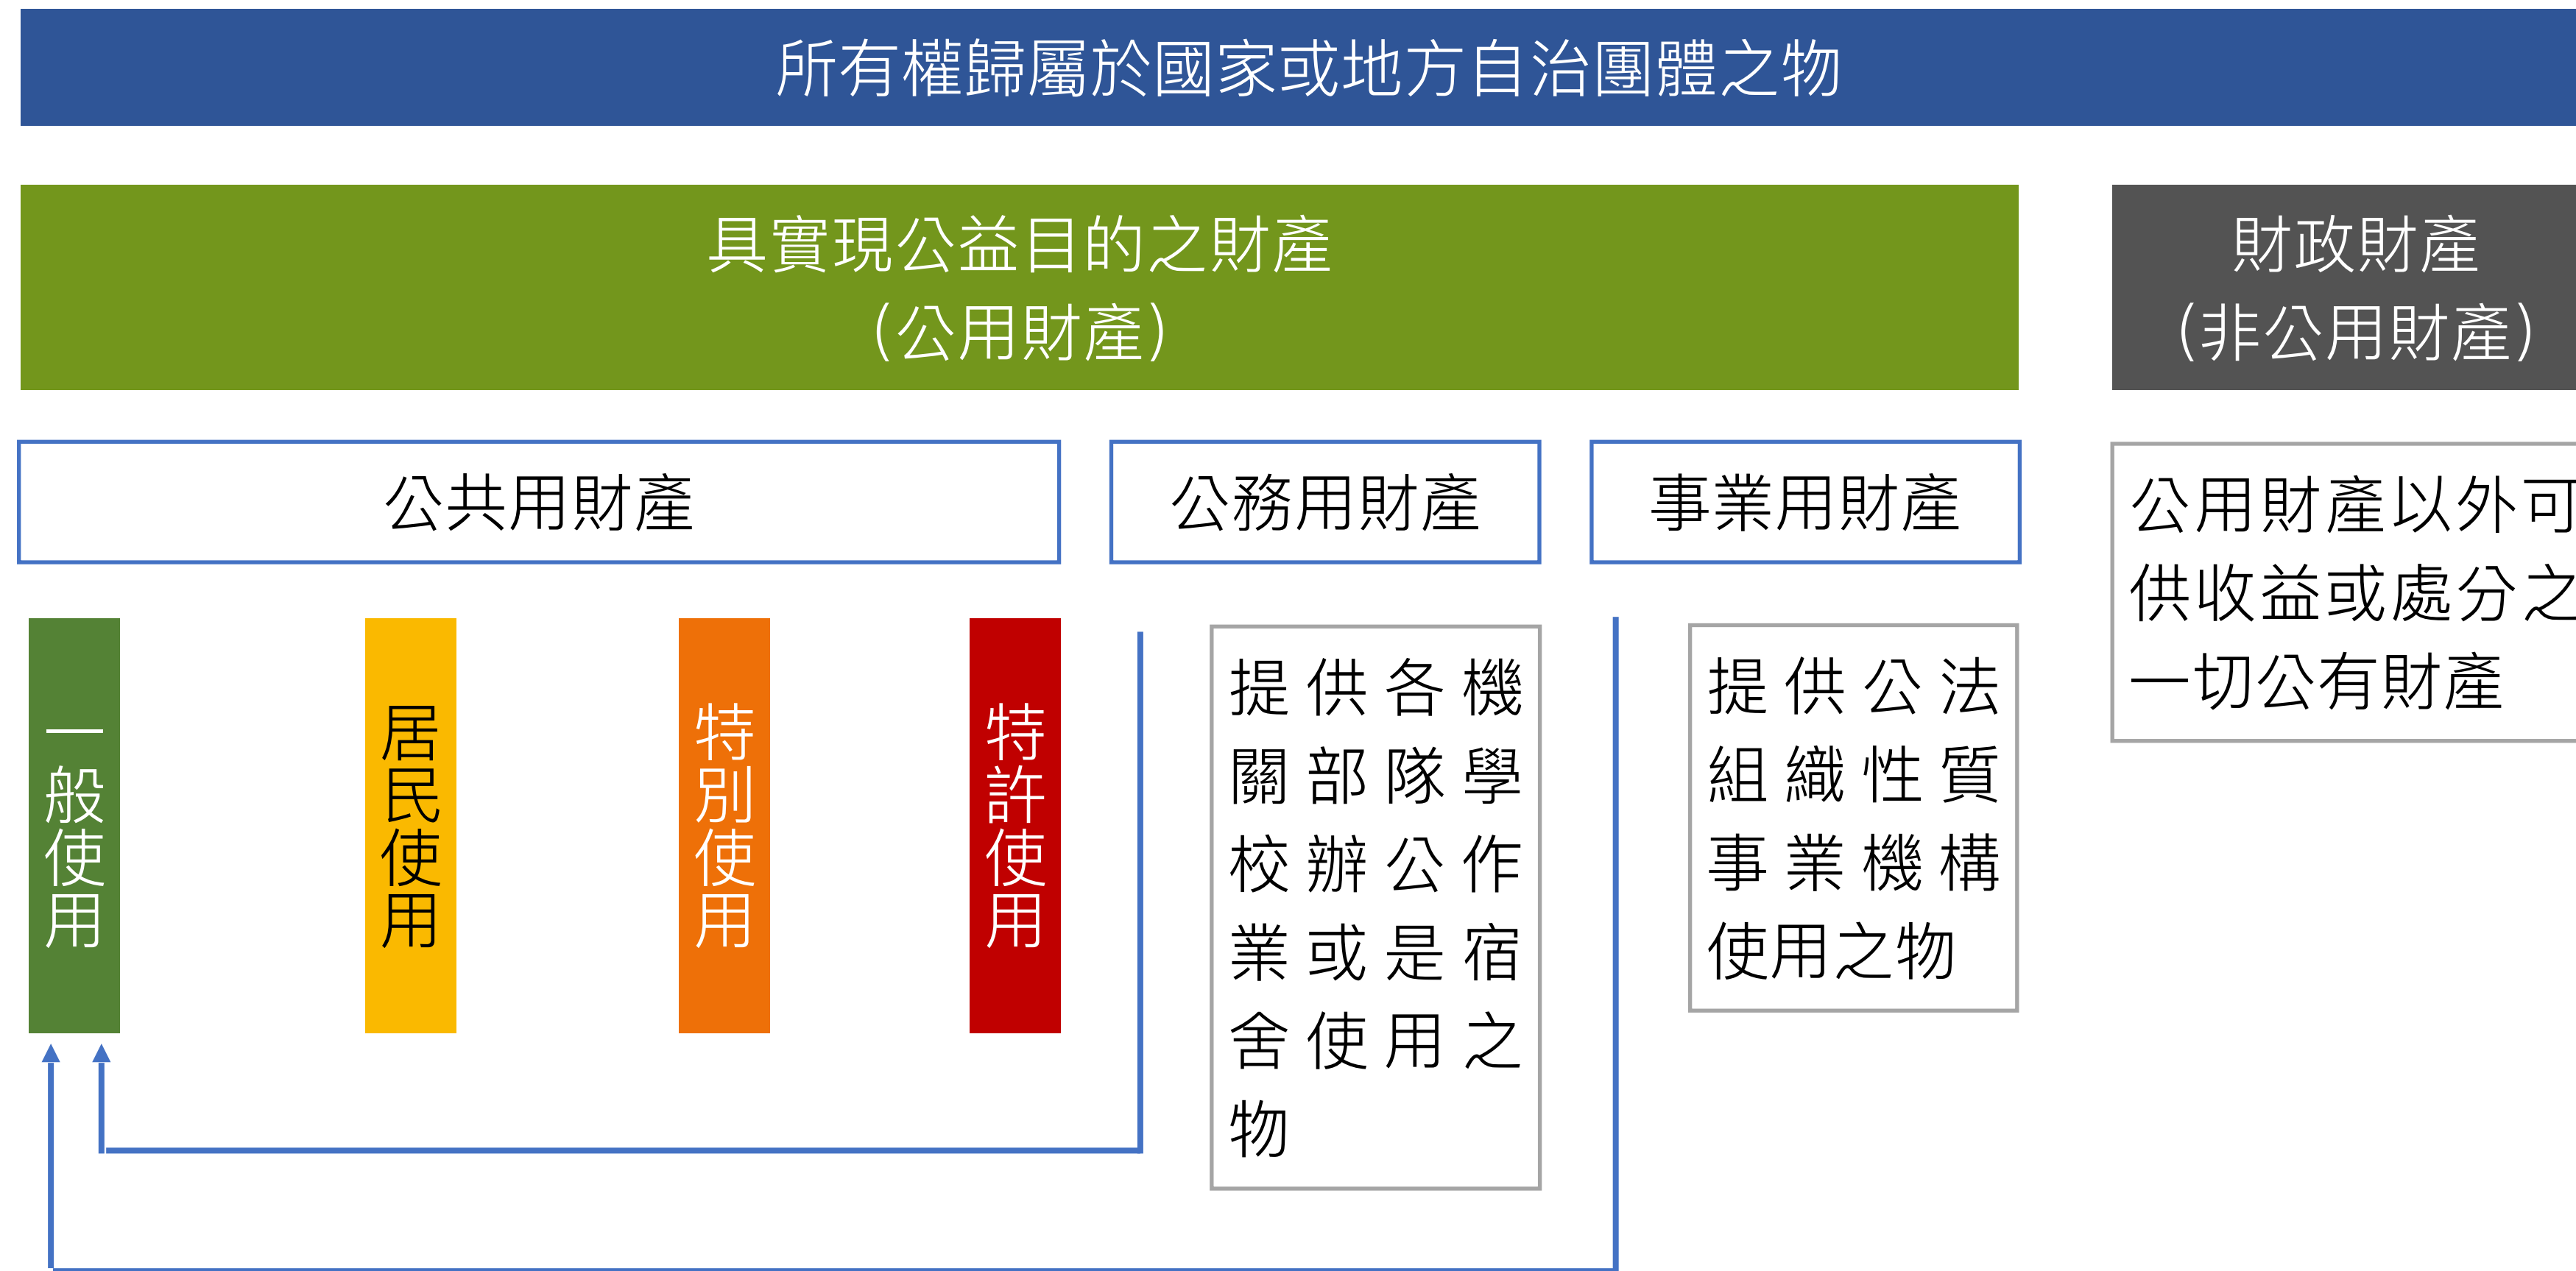 所有權歸屬於國家或地方自治團體之物
具實現公益目的之財產
（公用財產）
財政財產
（非公用財產）
公共用財產
公務用財產
事業用財產
公用財產以外可
供收益或處分之
一切公有財產
一般使用
居民使用
特別使用
特許使用
提供各機
關部隊學
校辦公作
業或是宿
舍使用之
物
提供公法
組織性質
事業機構
使用之物